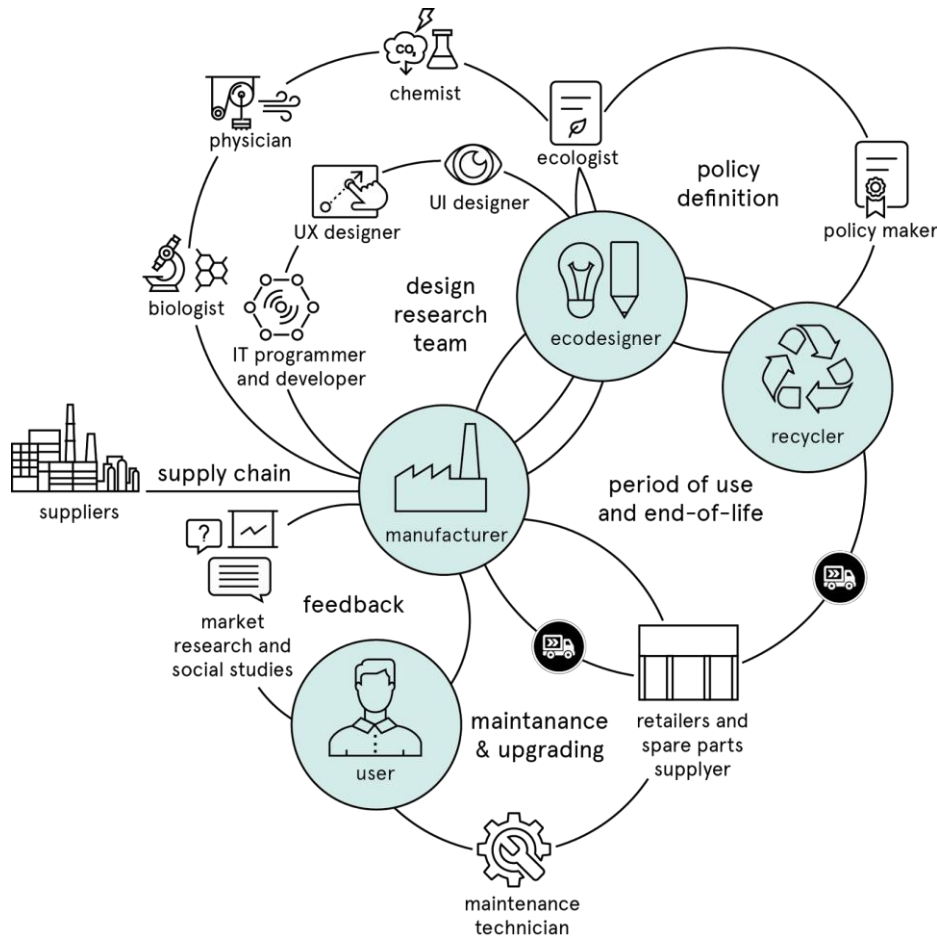 CO₂
chemist
physician
ecologist
policy
definition
UI designer
UX designer
policy maker
biologist
design
research
team
ecodesigner
IT programmer
and developer
recycler
supply chain
suppliers
period of use
and end-of-life
manufacturer
?
feedback
market
research and
social studies
maintanance
& upgrading
retailers and
spare parts
supplyer
user
maintenance
technician